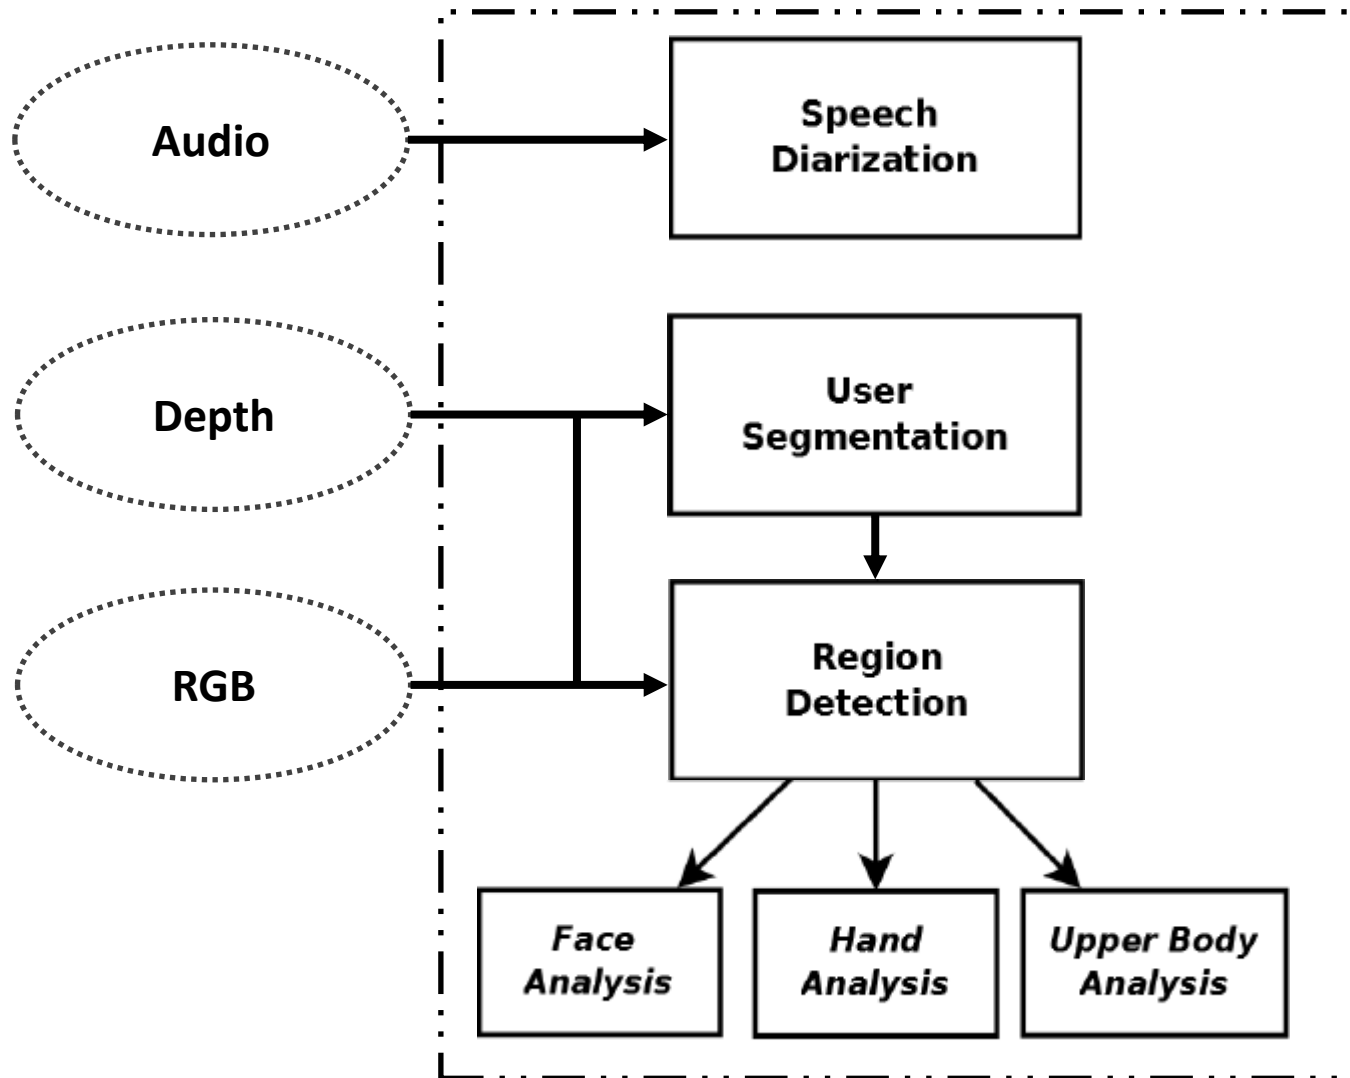 Audio
Speech
Diarization
Depth
User
Segmentation
RGB
Region
Detection
Face
Analysis
Hand
Analysis
Upper Body
Analysis